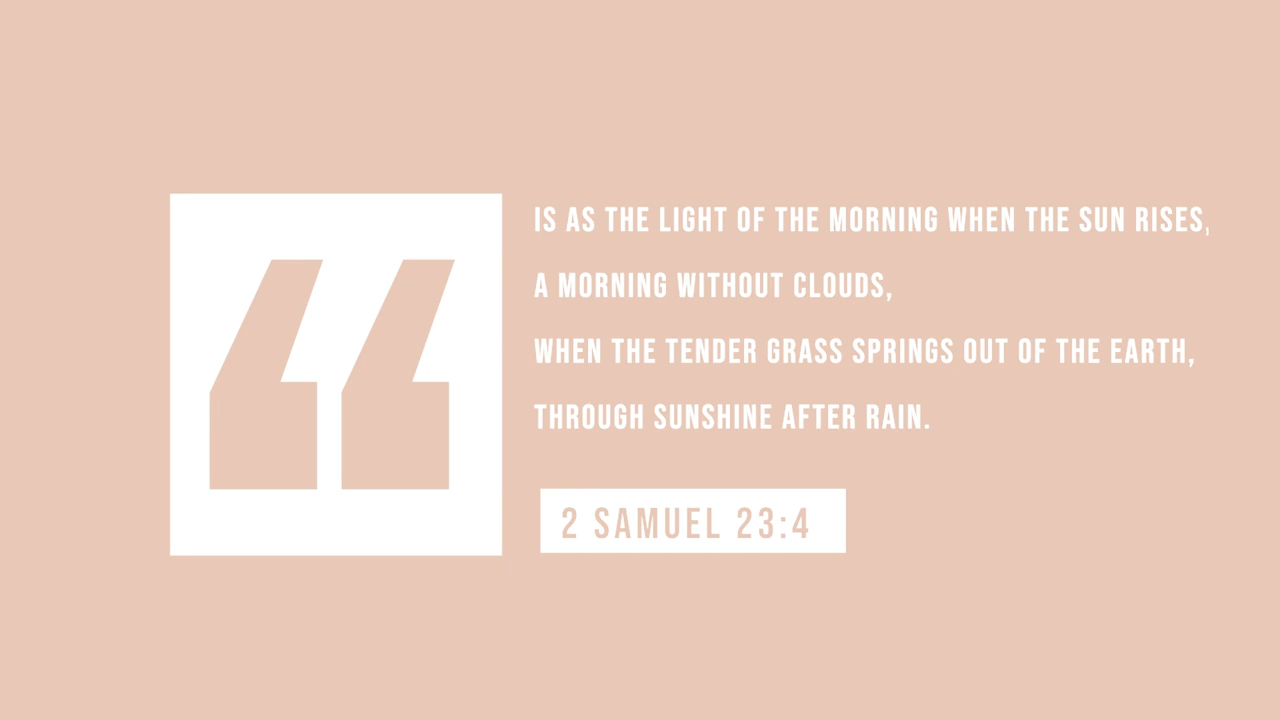 IS AS THE LIGHT OF THE MORNING WHEN THE SUN RISES,
A MORNING WITHOUT CLOUDS,
WHEN THE TENDER GRASS SPRINGS OUT OF THE EARTH,
THROUGH SUNSHINE AFTER RAIN.
2 SAMUEL 23:4